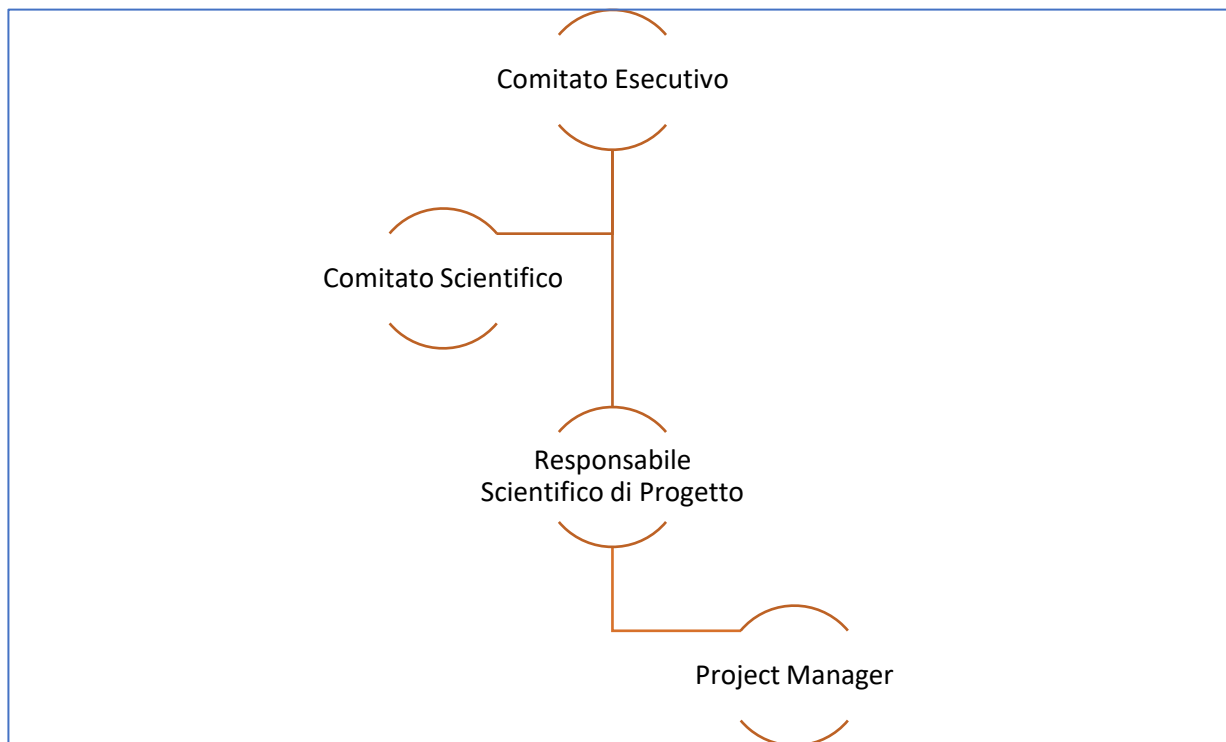 Comitato Esecutivo
Comitato Scientifico
Responsabile
Scientifico di Progetto
Project Manager